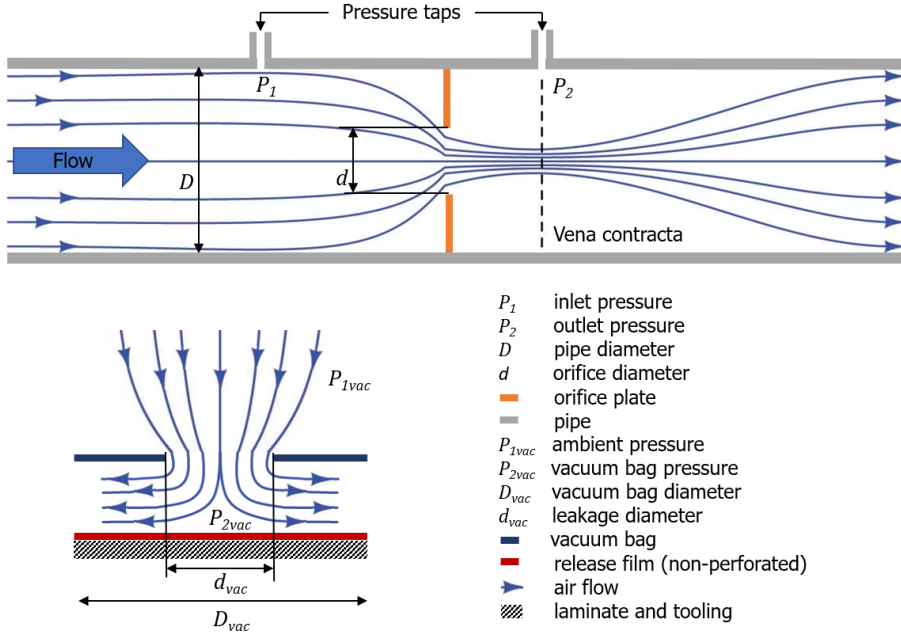 Pressure taps
P1
P2
Flow
D
d
Vena contracta
P1vac
P2vac
dvac
Dvac
P1 inlet pressure
P2 outlet pressure
D pipe diameter
d orifice diameter
orifice plate
pipe
P1vac ambient pressure
P2vac vacuum bag pressure
Dvac vacuum bag diameter
dvac leakage diameter
vacuum bag
release film (non-perforated)
air flow
laminate and tooling